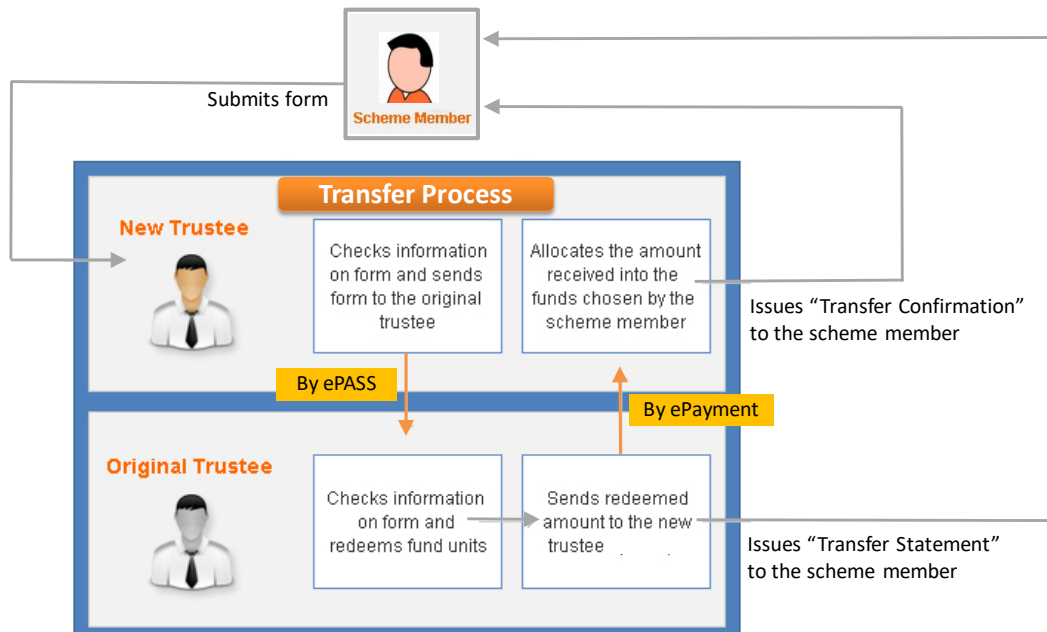 Submits form
Scheme Member
Transfer Process
New Trustee
Checks information
on form and sends
form to the original
trustee
Allocates the amount
received into the
funds chosen by the
scheme member
Issues “Transfer Confirmation”
to the scheme member
By ePASS
By ePayment
Original Trustee
Checks information
on form and
redeems fund units
Sends redeemed
amount to the new
trustee
Issues “Transfer Statement”
to the scheme member